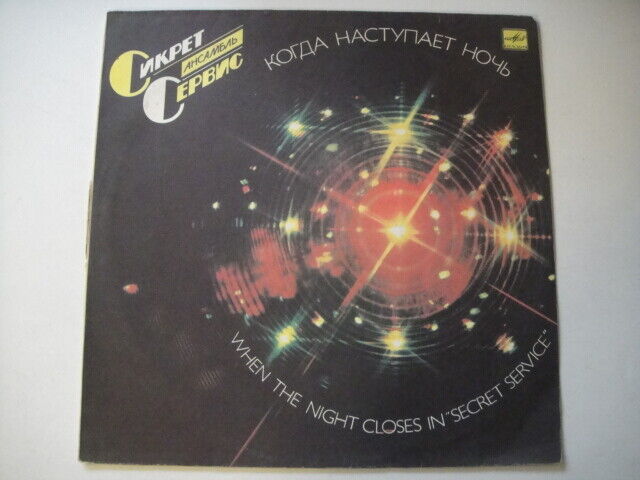 СИКРЕТ
АНСАМБЛЬ
СЕРВИС
КОГДА НАСТУПАЕТ НОЧЬ
WHEN THE NIGHT CLOSES IN "SECRET SERVICE"